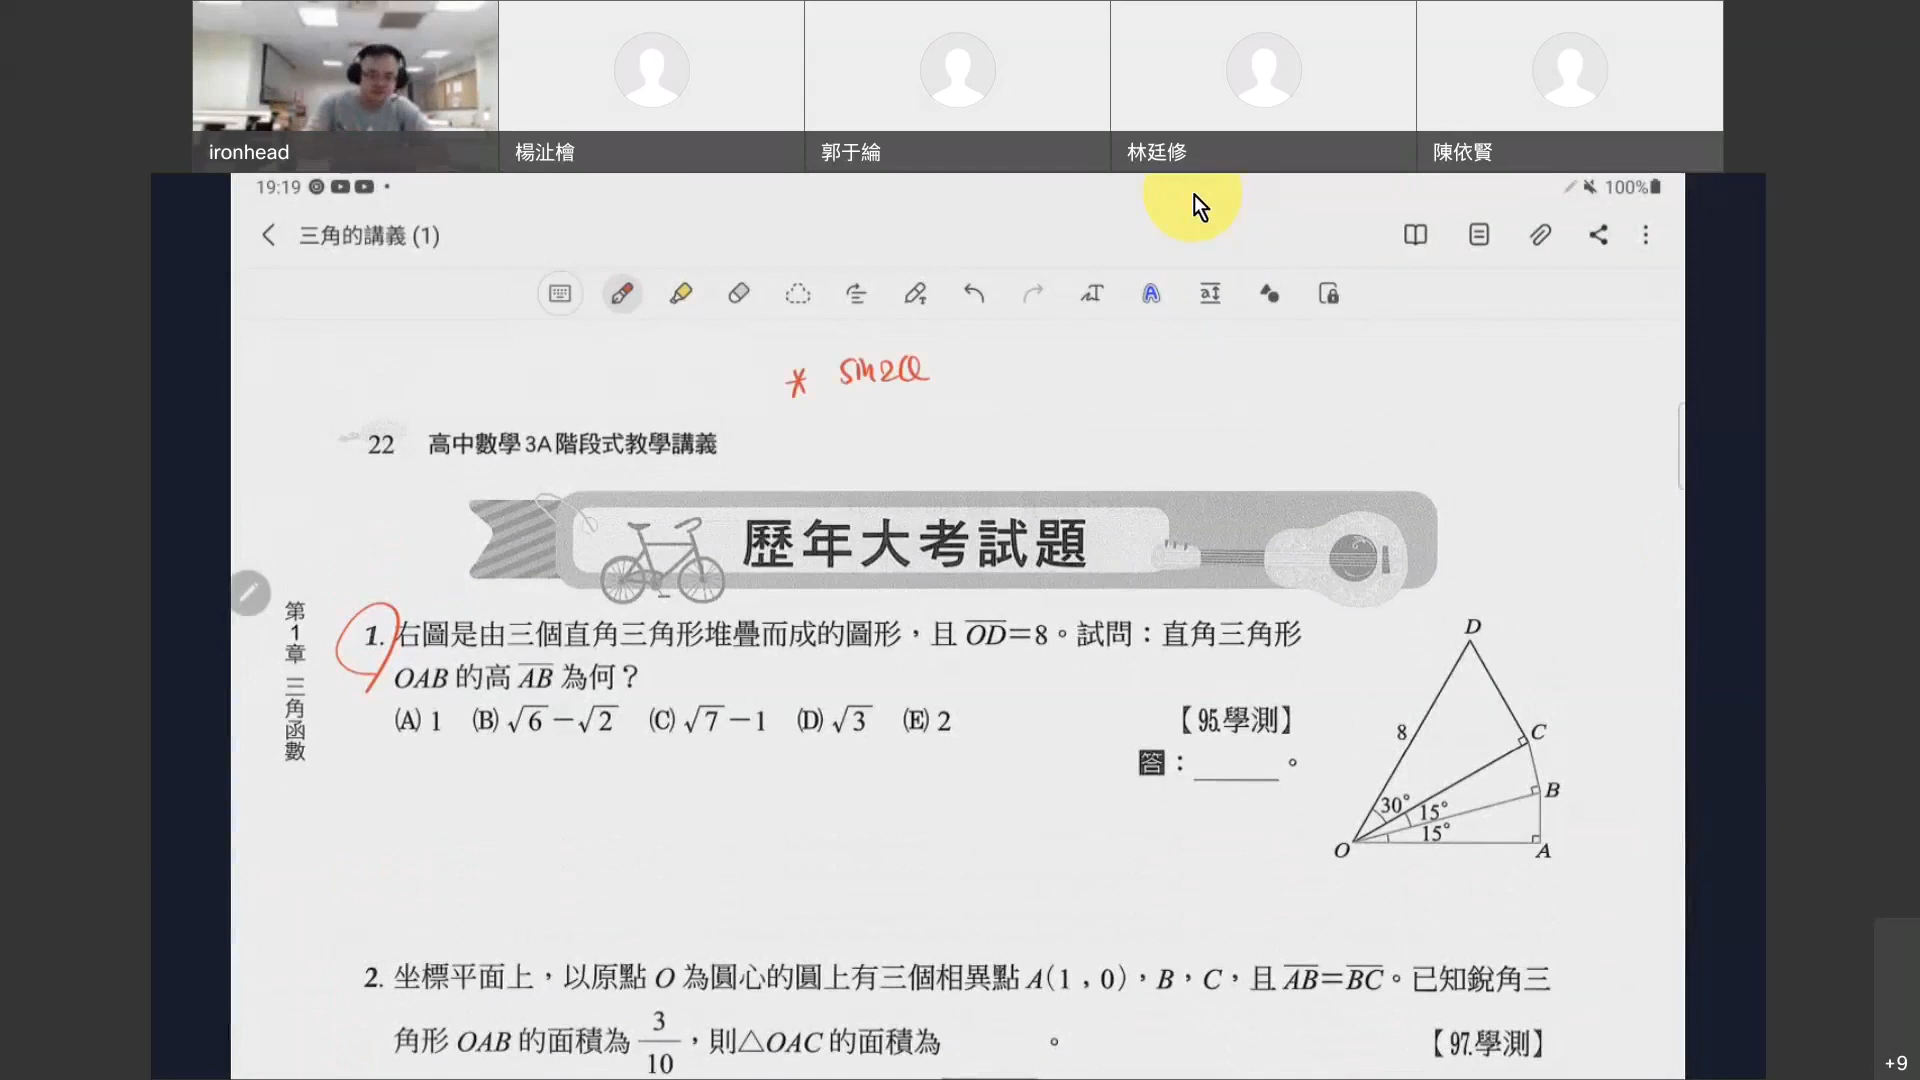 ironhead
楊沚檜
郭于綸
林廷修
陳依賢
19:19
100%
三角的講義 (1)
* sin2θ
22 高中數學3A階段式教學講義
歷年大考試題
第1章 三角函數
1. 右圖是由三個直角三角形堆疊而成的圖形，且 OD=8。試問：直角三角形
OAB 的高 AB 為何？
(A) 1 (B) √6－√2 (C) √7－1 (D) √3 (E) 2 【95.學測】
答：______。
D
8
C
B
30°
15°
15°
O
A
2. 坐標平面上，以原點 O 為圓心的圓上有三個相異點 A(1，0)，B，C，且 AB=BC。已知銳角三
角形 OAB 的面積為 3/10，則△OAC 的面積為 。 【97.學測】
+9